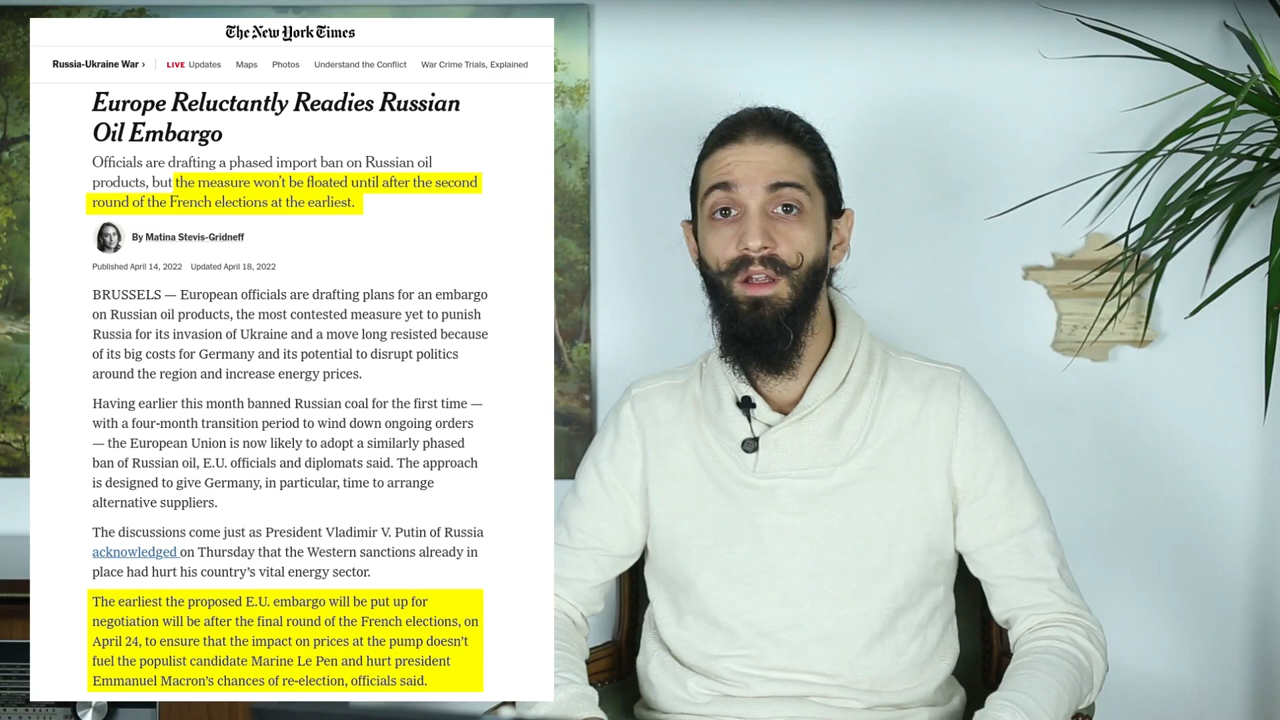 The New York Times
Russia-Ukraine War › LIVE Updates Maps Photos Understand the Conflict War Crime Trials, Explained
Europe Reluctantly Readies Russian
Oil Embargo
Officials are drafting a phased import ban on Russian oil
products, but the measure won't be floated until after the second
round of the French elections at the earliest.
By Matina Stevis-Gridneff
Published April 14, 2022 Updated April 18, 2022
BRUSSELS — European officials are drafting plans for an embargo
on Russian oil products, the most contested measure yet to punish
Russia for its invasion of Ukraine and a move long resisted because
of its big costs for Germany and its potential to disrupt politics
around the region and increase energy prices.
Having earlier this month banned Russian coal for the first time —
with a four-month transition period to wind down ongoing orders
— the European Union is now likely to adopt a similarly phased
ban of Russian oil, E.U. officials and diplomats said. The approach
is designed to give Germany, in particular, time to arrange
alternative suppliers.
The discussions come just as President Vladimir V. Putin of Russia
acknowledged on Thursday that the Western sanctions already in
place had hurt his country's vital energy sector.
The earliest the proposed E.U. embargo will be put up for
negotiation will be after the final round of the French elections, on
April 24, to ensure that the impact on prices at the pump doesn't
fuel the populist candidate Marine Le Pen and hurt president
Emmanuel Macron's chances of re-election, officials said.